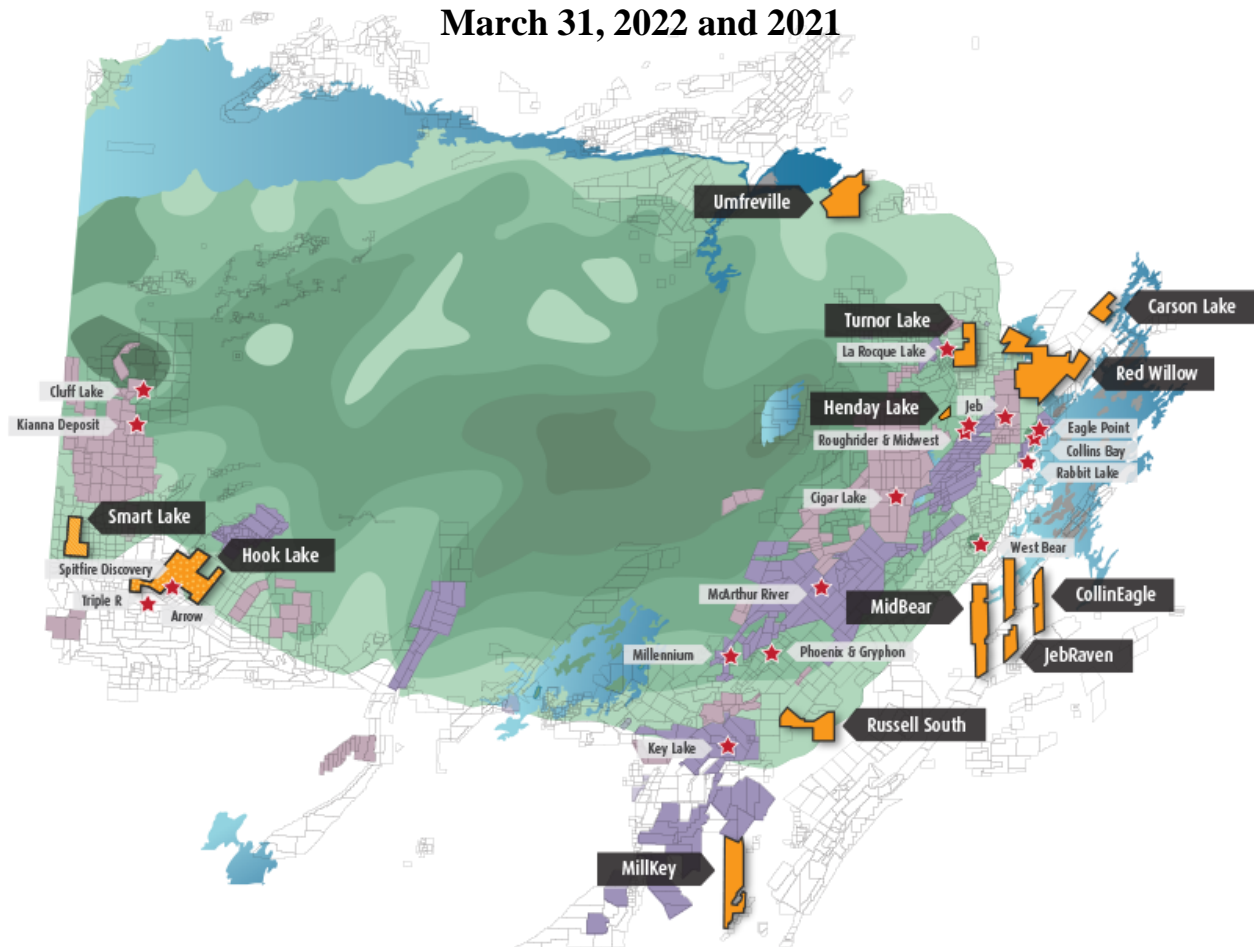 March 31, 2022 and 2021
Umfreville
Carson Lake
Turnor Lake
La Rocque Lake
Red Willow
Cluff Lake
Henday Lake
Jeb
Kianna Deposit
Eagle Point
Roughrider & Midwest
Collins Bay
Rabbit Lake
Cigar Lake
Smart Lake
Hook Lake
West Bear
Spitfire Discovery
McArthur River
CollinEagle
Triple R
MidBear
Arrow
Millennium
Phoenix & Gryphon
JebRaven
Russell South
Key Lake
MillKey